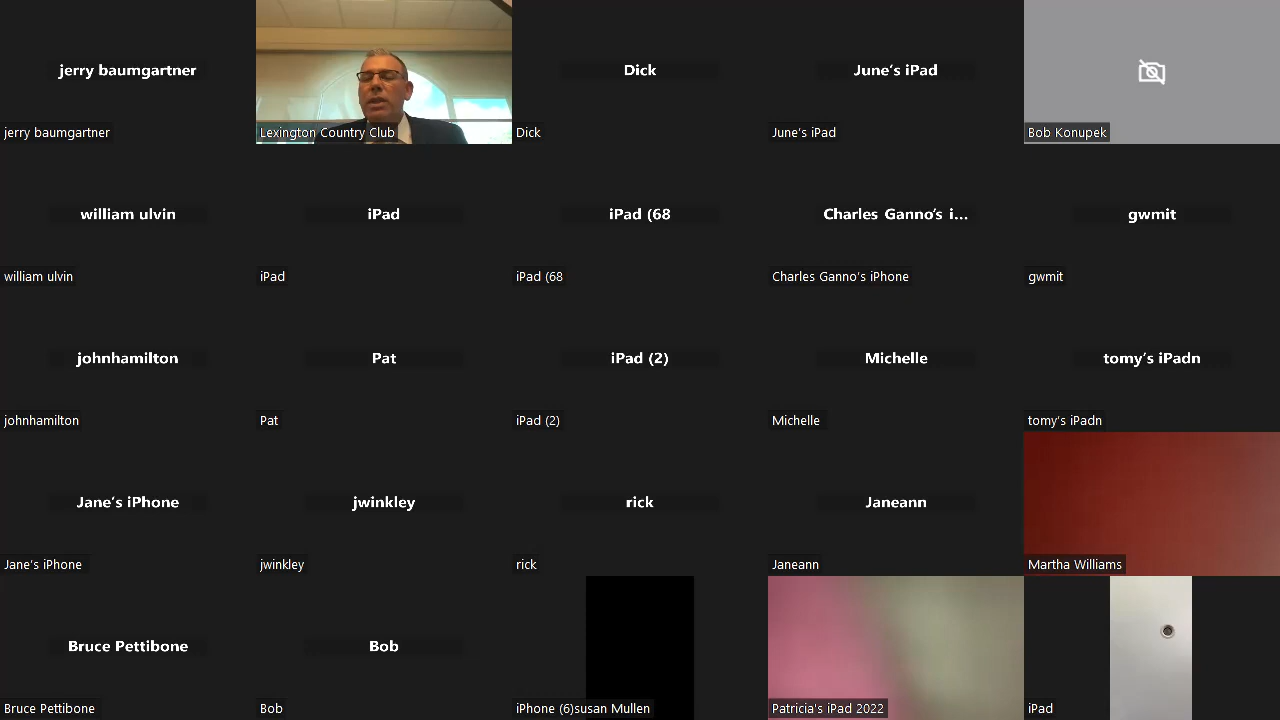 jerry baumgartner
jerry baumgartner
Lexington Country Club
Dick
Dick
June's iPad
June's iPad
Bob Konupek
william ulvin
william ulvin
iPad
iPad
iPad (68
iPad (68
Charles Ganno's i...
Charles Ganno's iPhone
gwmit
gwmit
johnhamilton
johnhamilton
Pat
Pat
iPad (2)
iPad (2)
Michelle
Michelle
tomy's iPadn
tomy's iPadn
Jane's iPhone
Jane's iPhone
jwinkley
jwinkley
rick
rick
Janeann
Janeann
Martha Williams
Bruce Pettibone
Bruce Pettibone
Bob
Bob
iPhone (6)susan Mullen
Patricia's iPad 2022
iPad